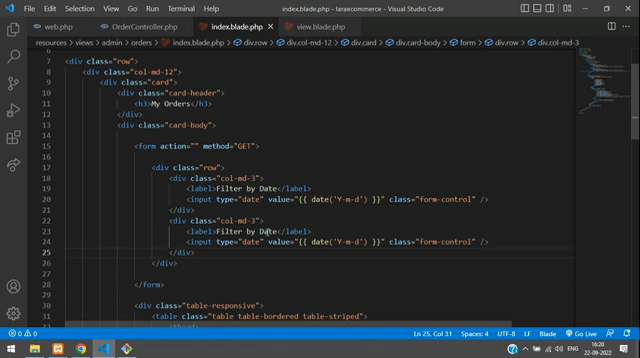 File Edit Selection View Go Run Terminal Help index.blade.php - laraecommerce - Visual Studio Code
web.php OrderController.php index.blade.php view.blade.php
resources > views > admin > orders > index.blade.php > div.row > div.col-md-12 > div.card > div.card-body > form > div.row > div.col-md-3
6
7 <div class="row">
8 <div class="col-md-12">
9 <div class="card">
10 <div class="card-header">
11 <h3>My Orders</h3>
12 </div>
13 <div class="card-body">
14
15 <form action="" method="GET">
16
17 <div class="row">
18 <div class="col-md-3">
19 <label>Filter by Date</label>
20 <input type="date" value="{{ date('Y-m-d') }}" class="form-control" />
21 </div>
22 <div class="col-md-3">
23 <label>Filter by Date</label>
24 <input type="date" value="{{ date('Y-m-d') }}" class="form-control" />
25 </div>
26 </div>
27
28 </form>
29
30 <div class="table-responsive">
31 <table class="table table-bordered table-striped">
32 <thead>
0 0 Ln 25, Col 31 Spaces: 4 UTF-8 LF Blade Go Live
ENG 16:20
22-09-2022